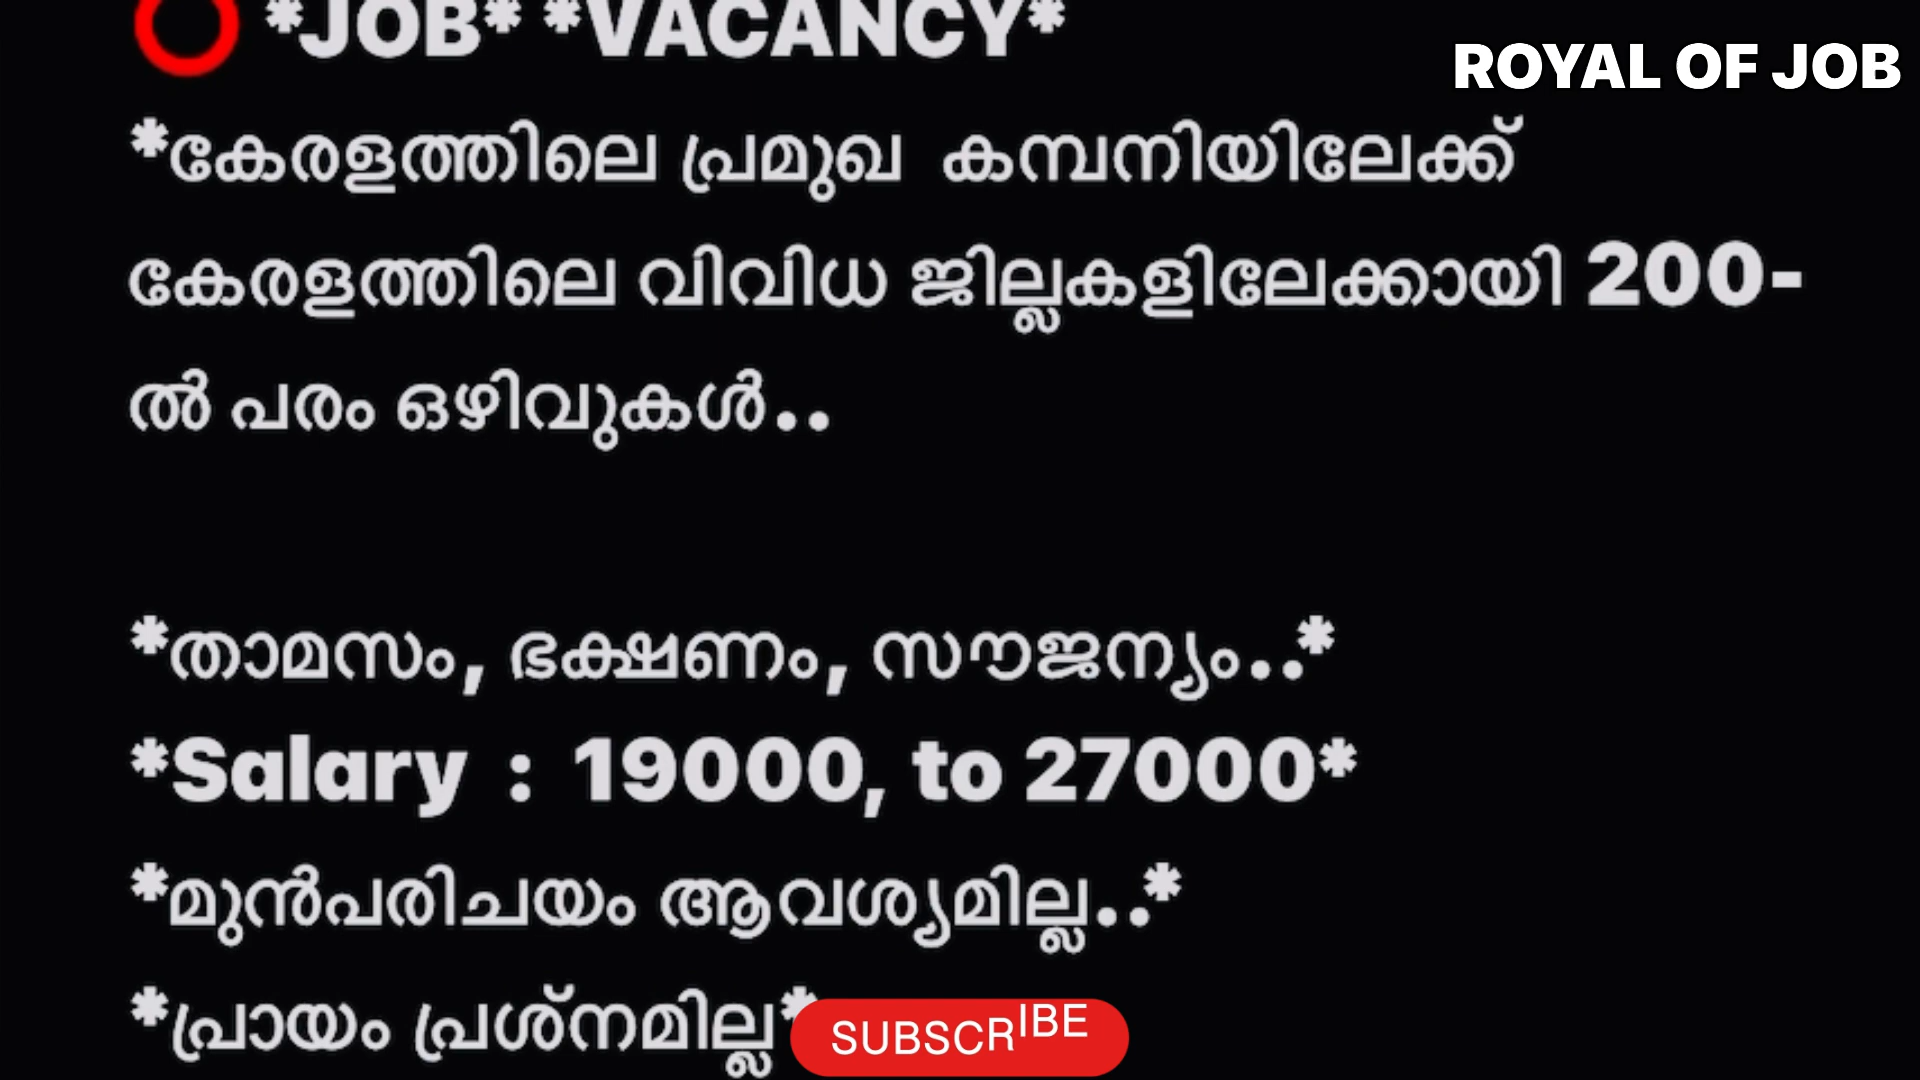 *JOB* *VACANCY*
ROYAL OF JOB
*കേരളത്തിലെ പ്രമുഖ കമ്പനിയിലേക്ക്
കേരളത്തിലെ വിവിധ ജില്ലകളിലേക്കായി 200-
ൽ പരം ഒഴിവുകൾ..
*താമസം, ഭക്ഷണം, സൗജന്യം..*
*Salary : 19000, to 27000*
*മുൻപരിചയം ആവശ്യമില്ല..*
*പ്രായം പ്രശ്നമില്ല*
SUBSCRIBE